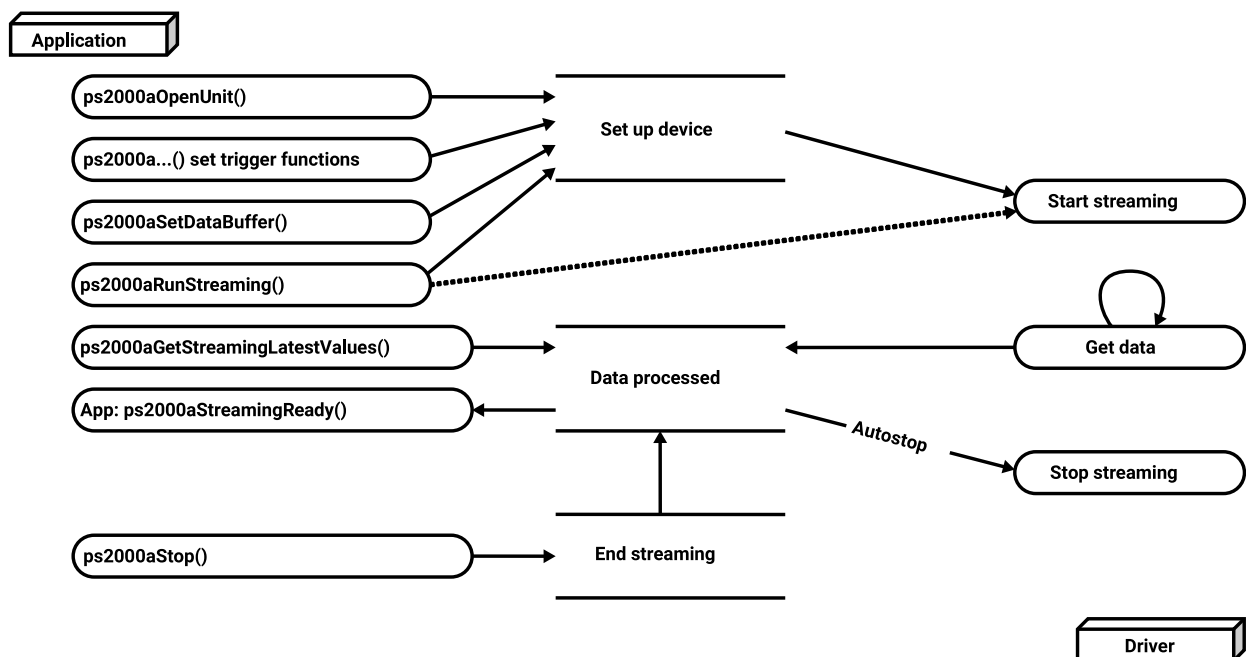 Application
ps2000aOpenUnit()
ps2000a...() set trigger functions
Set up device
ps2000aSetDataBuffer()
Start streaming
ps2000aRunStreaming()
ps2000aGetStreamingLatestValues()
Get data
Data processed
App: ps2000aStreamingReady()
Autostop
Stop streaming
ps2000aStop()
End streaming
Driver